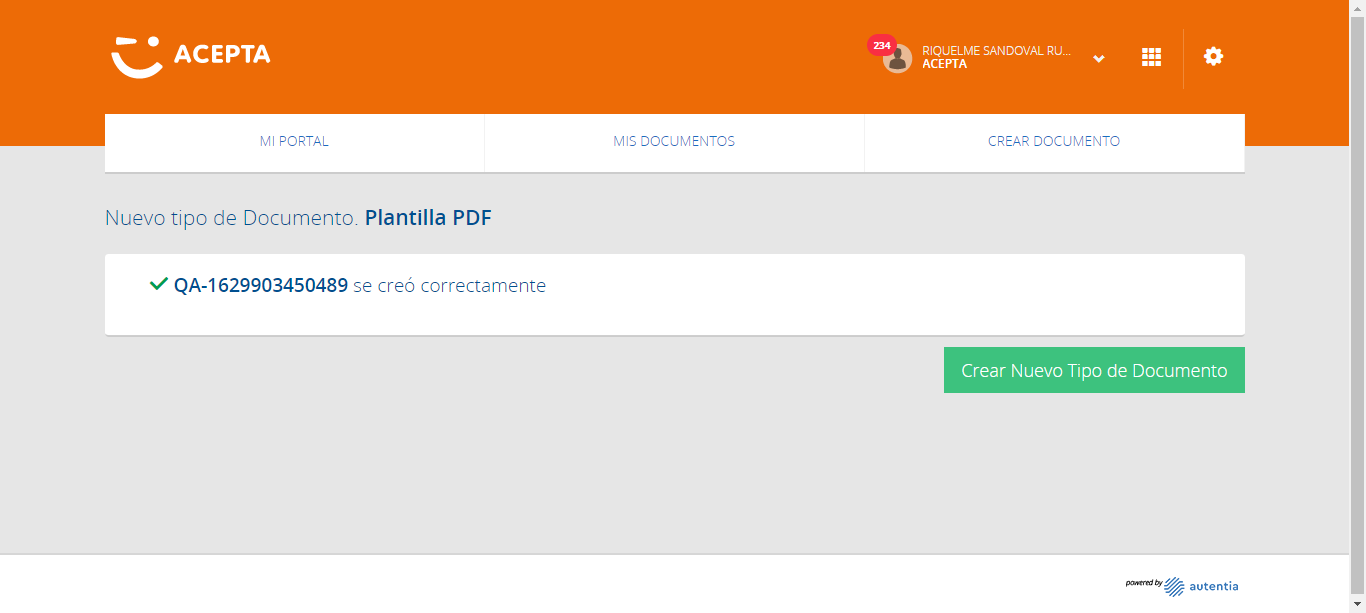 ACEPTA
234
RIQUELME SANDOVAL RU...
ACEPTA
MI PORTAL
MIS DOCUMENTOS
CREAR DOCUMENTO
Nuevo tipo de Documento. Plantilla PDF
QA-1629903450489 se creó correctamente
Crear Nuevo Tipo de Documento
powered by autentia